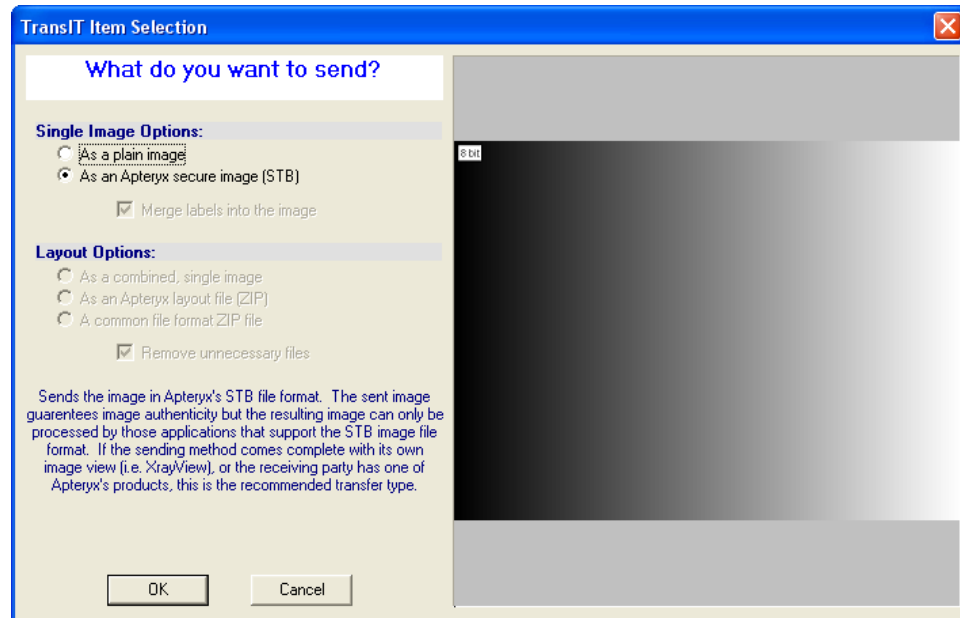 TransIT Item Selection
What do you want to send?
Single Image Options:
As a plain image
As an Apteryx secure image (STB)
Merge labels into the image
Layout Options:
As a combined, single image
As an Apteryx layout file (ZIP)
A common file format ZIP file
Remove unnecessary files
Sends the image in Apteryx's STB file format. The sent image
guarentees image authenticity but the resulting image can only be
processed by those applications that support the STB image file
format. If the sending method comes complete with its own
image view (i.e. XrayView), or the receiving party has one of
Apteryx's products, this is the recommended transfer type.
OK
Cancel
8 bit